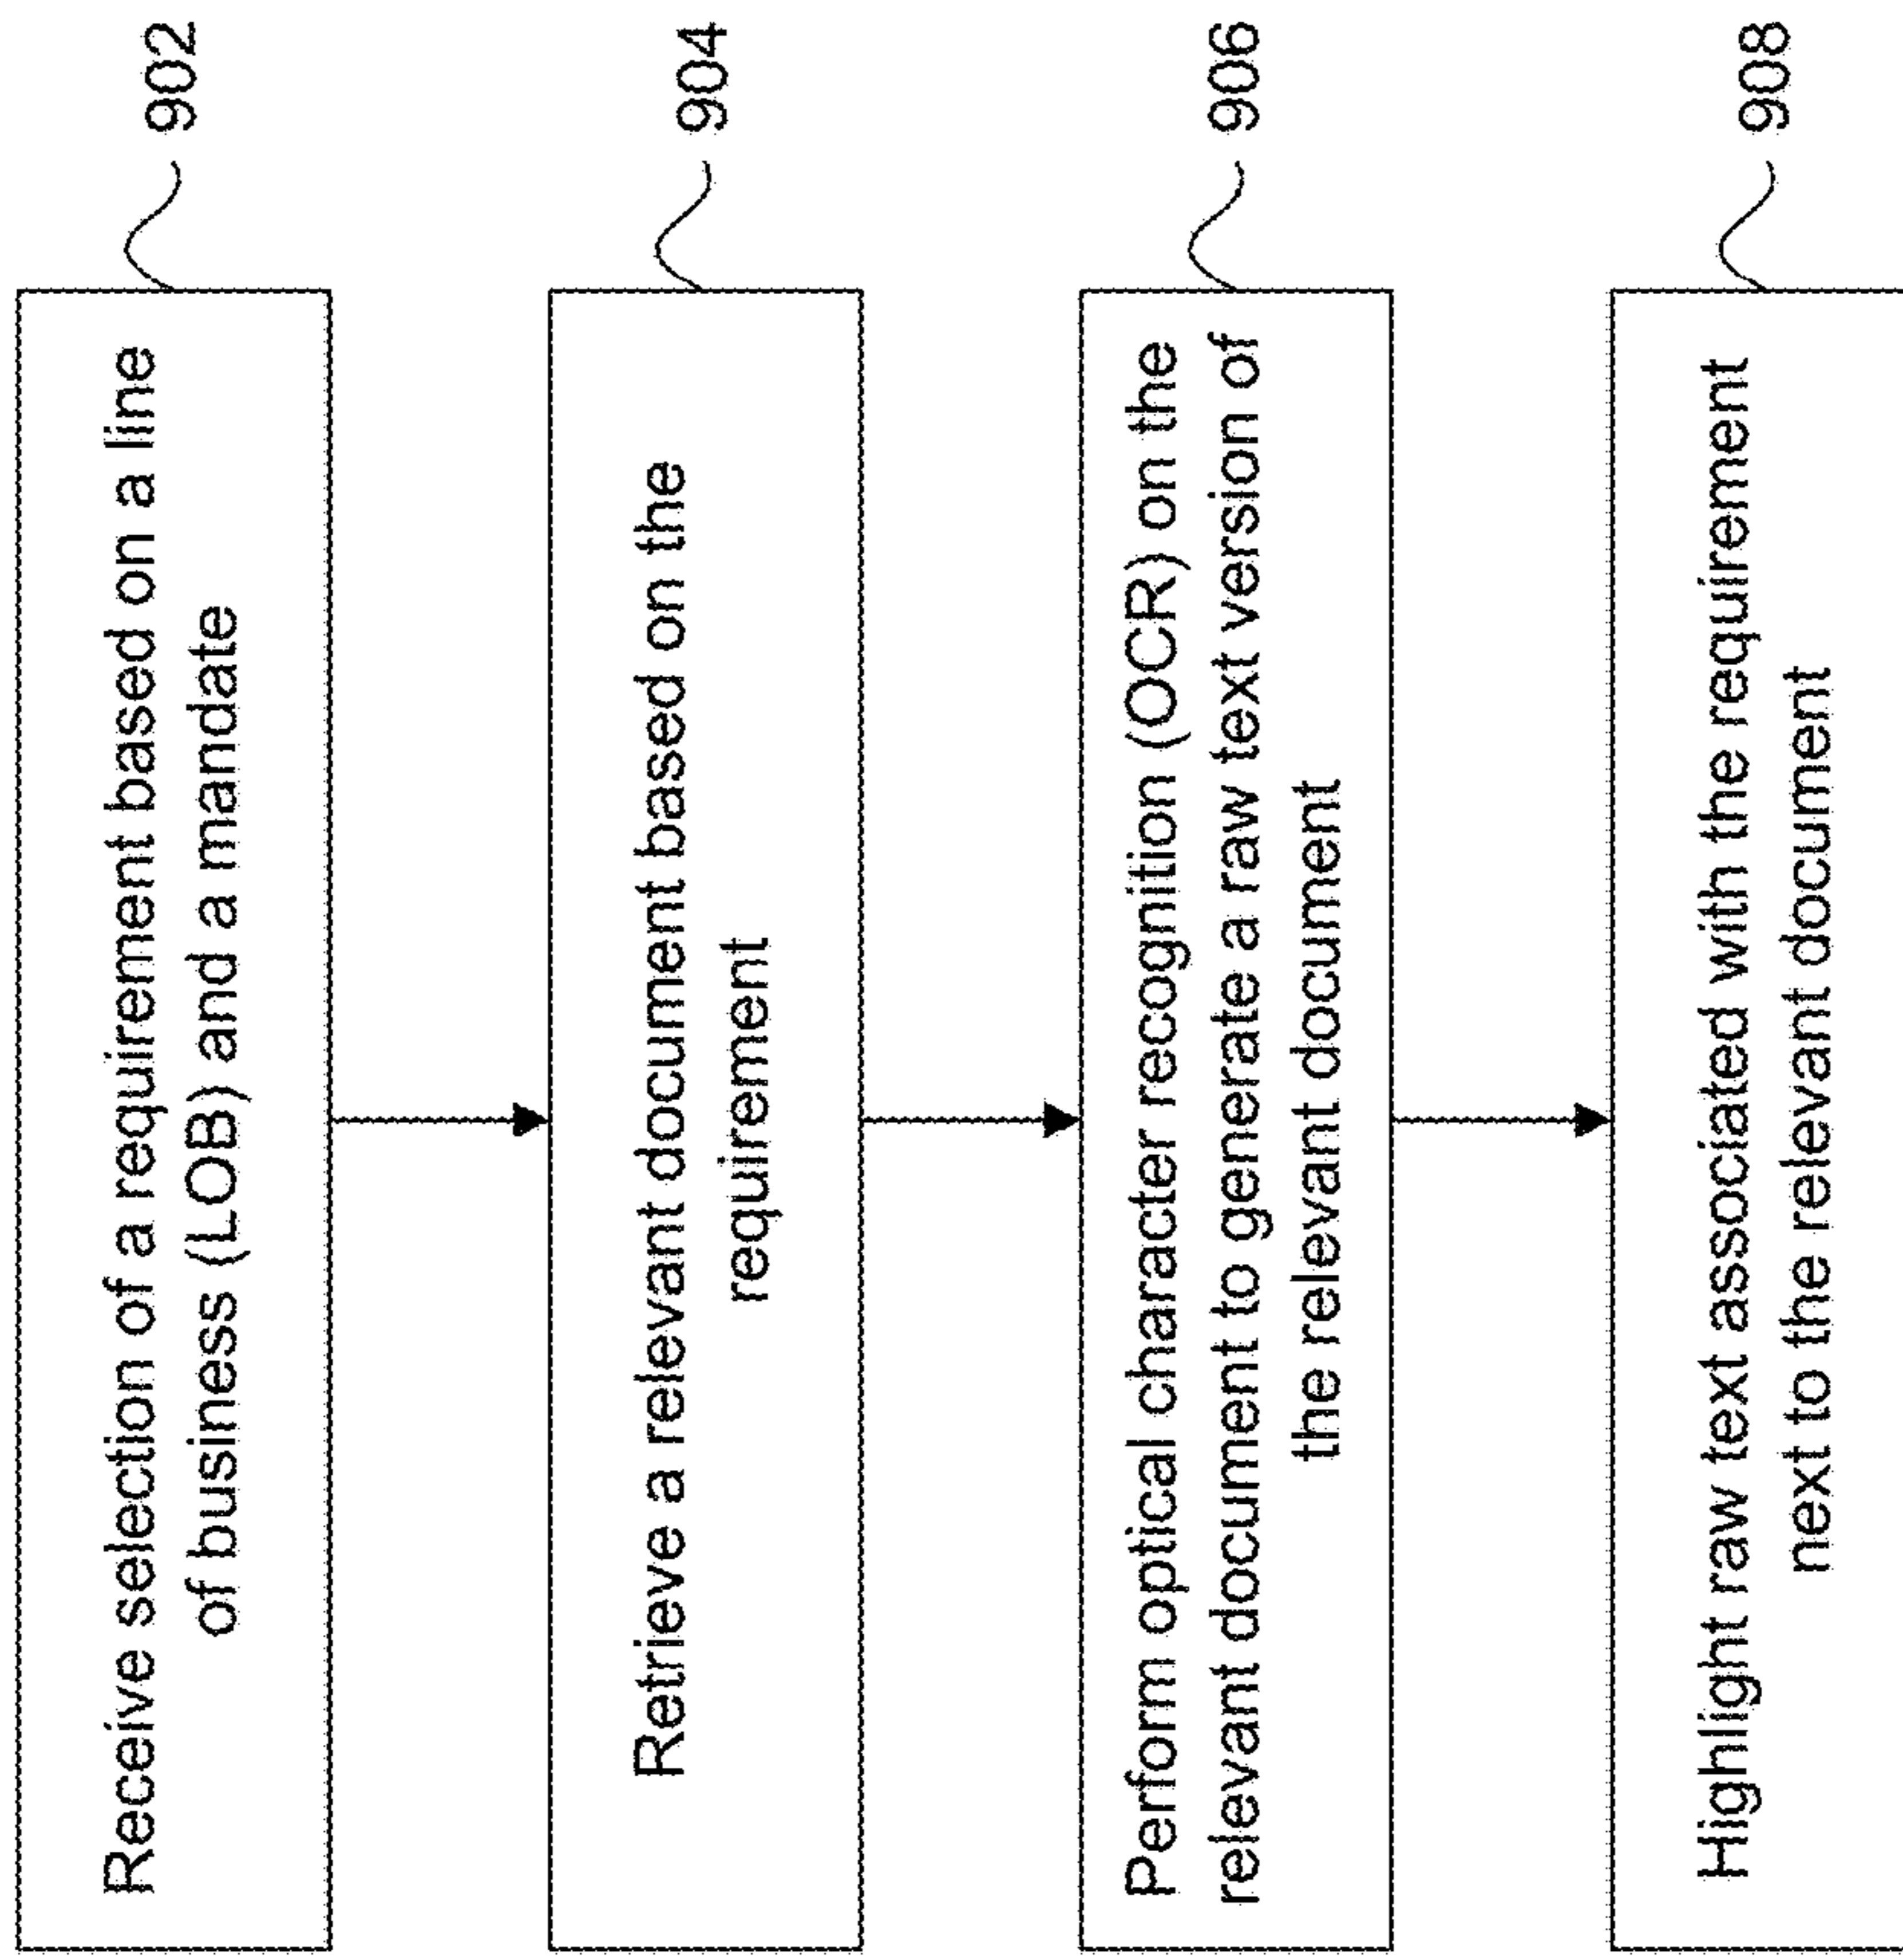 Receive selection of a requirement based on a line
of business (LOB) and a mandate
902
Retrieve a relevant document based on the
requirement
904
Perform optical character recognition (OCR) on the
relevant document to generate a raw text version of
the relevant document
906
Highlight raw text associated with the requirement
next to the relevant document
908